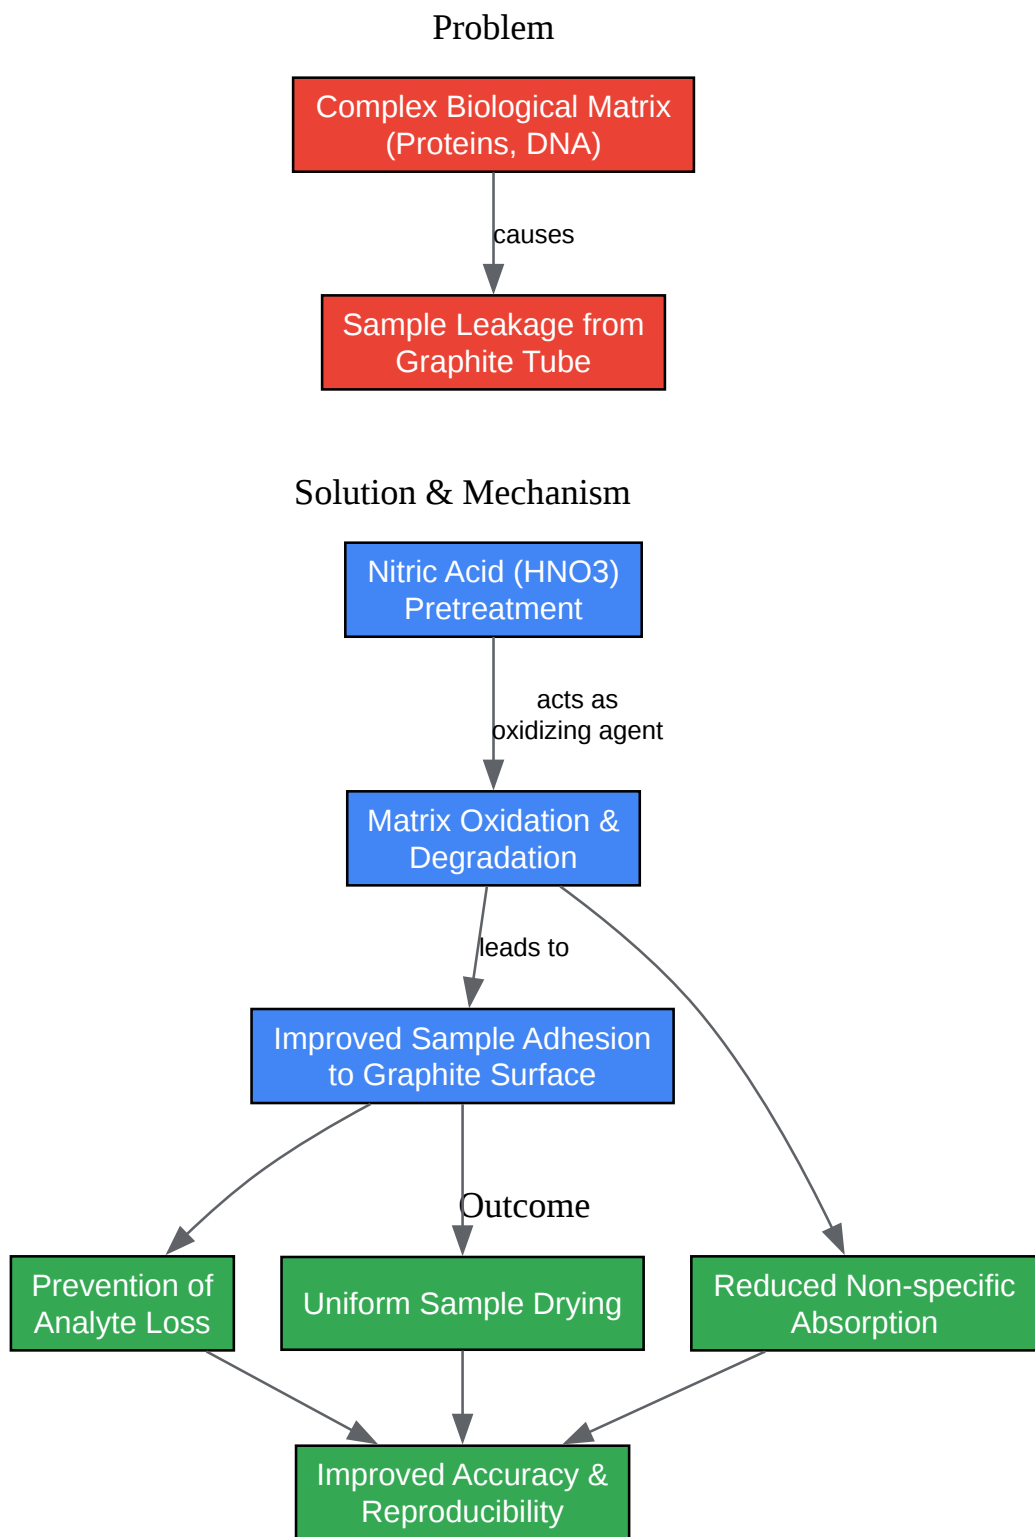 Problem
Complex Biological Matrix
(Proteins, DNA)
causes
Sample Leakage from
Graphite Tube
Solution & Mechanism
Nitric Acid (HNO3)
Pretreatment
acts as
oxidizing agent
Matrix Oxidation &
Degradation
leads to
Improved Sample Adhesion
to Graphite Surface
Outcome
Prevention of
Analyte Loss
Uniform Sample Drying
Reduced Non-specific
Absorption
Improved Accuracy &
Reproducibility